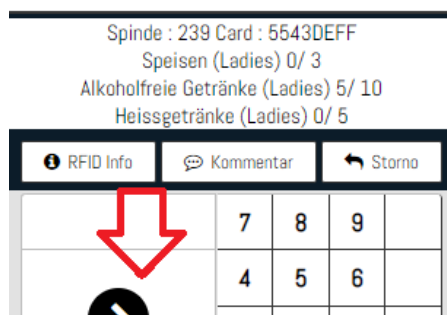 Spinde : 239 Card : 5543DEFF
Speisen (Ladies) 0/ 3
Alkoholfreie Getränke (Ladies) 5/ 10
Heissgetränke (Ladies) 0/ 5
RFID Info Kommentar Storno
7 8 9
4 5 6